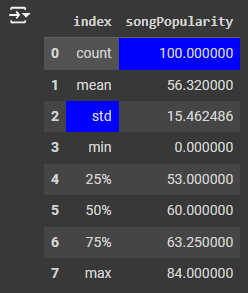 index songPopularity
0 count 100.000000
1 mean 56.320000
2 std 15.462486
3 min 0.000000
4 25% 53.000000
5 50% 60.000000
6 75% 63.250000
7 max 84.000000